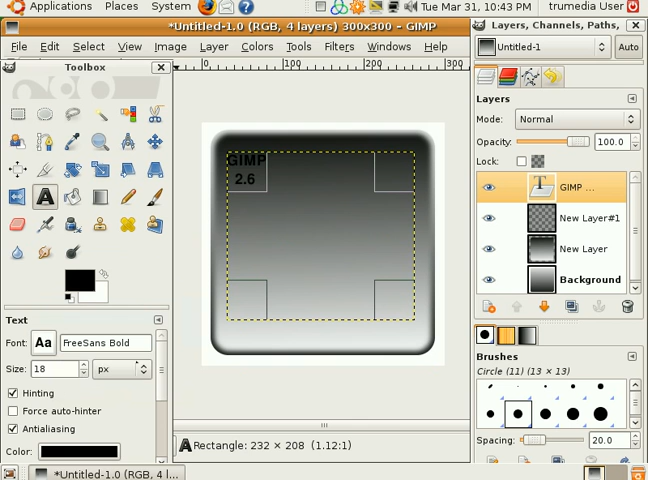 Applications Places System Tue Mar 31, 10:43 PM trumedia User
*Untitled-1.0 (RGB, 4 layers) 300x300 – GIMP
File Edit Select View Image Layer Colors Tools Filters Windows Help
0 100 200 300
GIMP
2.6
Rectangle: 232 × 208 (1.12:1)
Toolbox
Text
Font: Aa FreeSans Bold
Size: 18 px
Hinting
Force auto-hinter
Antialiasing
Color:
Layers, Channels, Paths,
Untitled-1 Auto
Layers
Mode: Normal
Opacity: 100.0
Lock:
GIMP ...
New Layer#1
New Layer
Background
Brushes
Circle (11) (13 × 13)
Spacing: 20.0
*Untitled-1.0 (RGB, 4 l...